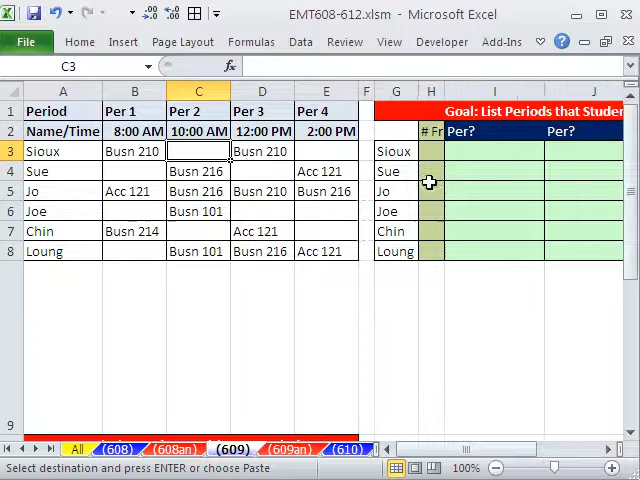 EMT608-612.xlsm - Microsoft Excel
File Home Insert Page Layout Formulas Data Review View Developer Add-Ins
C3 fx
A B C D E F G H I J
1 Period Per 1 Per 2 Per 3 Per 4 Goal: List Periods that Studen
2 Name/Time 8:00 AM 10:00 AM 12:00 PM 2:00 PM # Fr Per? Per?
3 Sioux Busn 210 Busn 210 Sioux
4 Sue Busn 216 Acc 121 Sue
5 Jo Acc 121 Busn 216 Busn 210 Busn 216 Jo
6 Joe Busn 101 Joe
7 Chin Busn 214 Acc 121 Chin
8 Loung Busn 101 Busn 216 Acc 121 Loung
9
All (608) (608an) (609) (609an) (610)
Select destination and press ENTER or choose Paste 100%